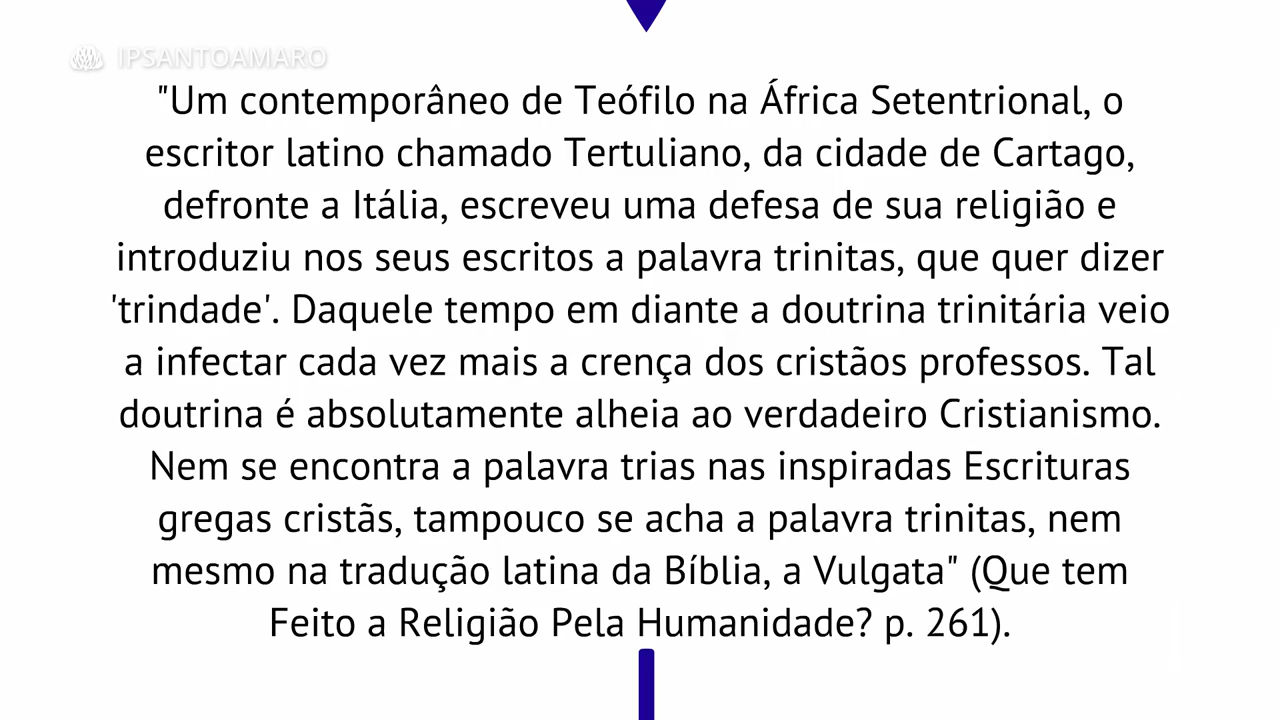 IPSANTOAMARO
"Um contemporâneo de Teófilo na África Setentrional, o
escritor latino chamado Tertuliano, da cidade de Cartago,
defronte a Itália, escreveu uma defesa de sua religião e
introduziu nos seus escritos a palavra trinitas, que quer dizer
'trindade'. Daquele tempo em diante a doutrina trinitária veio
a infectar cada vez mais a crença dos cristãos professos. Tal
doutrina é absolutamente alheia ao verdadeiro Cristianismo.
Nem se encontra a palavra trias nas inspiradas Escrituras
gregas cristãs, tampouco se acha a palavra trinitas, nem
mesmo na tradução latina da Bíblia, a Vulgata" (Que tem
Feito a Religião Pela Humanidade? p. 261).